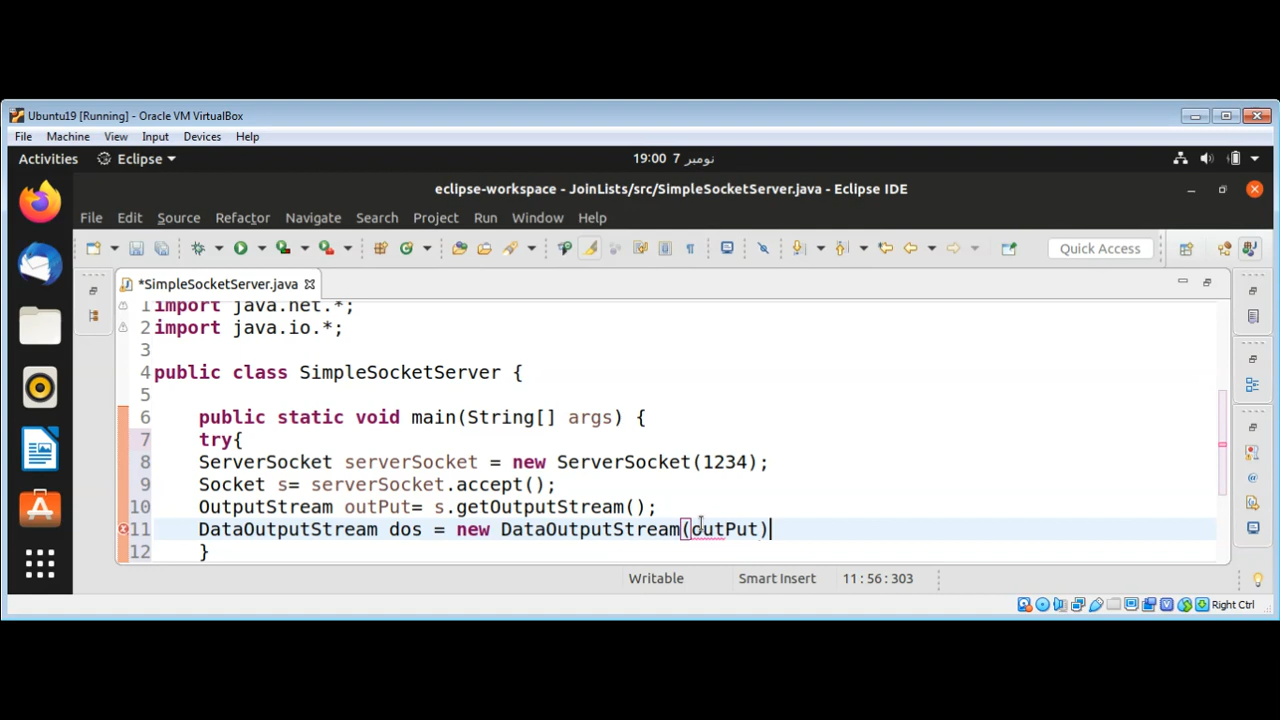 Ubuntu19 [Running] - Oracle VM VirtualBox
File Machine View Input Devices Help
Activities Eclipse 19:00 7 نومبر
eclipse-workspace - JoinLists/src/SimpleSocketServer.java - Eclipse IDE
File Edit Source Refactor Navigate Search Project Run Window Help
Quick Access
*SimpleSocketServer.java
1 import java.net.*;
2 import java.io.*;
3
4 public class SimpleSocketServer {
5
6 public static void main(String[] args) {
7 try{
8 ServerSocket serverSocket = new ServerSocket(1234);
9 Socket s= serverSocket.accept();
10 OutputStream outPut= s.getOutputStream();
11 DataOutputStream dos = new DataOutputStream(outPut)
12 }
Writable Smart Insert 11 : 56 : 303
Right Ctrl